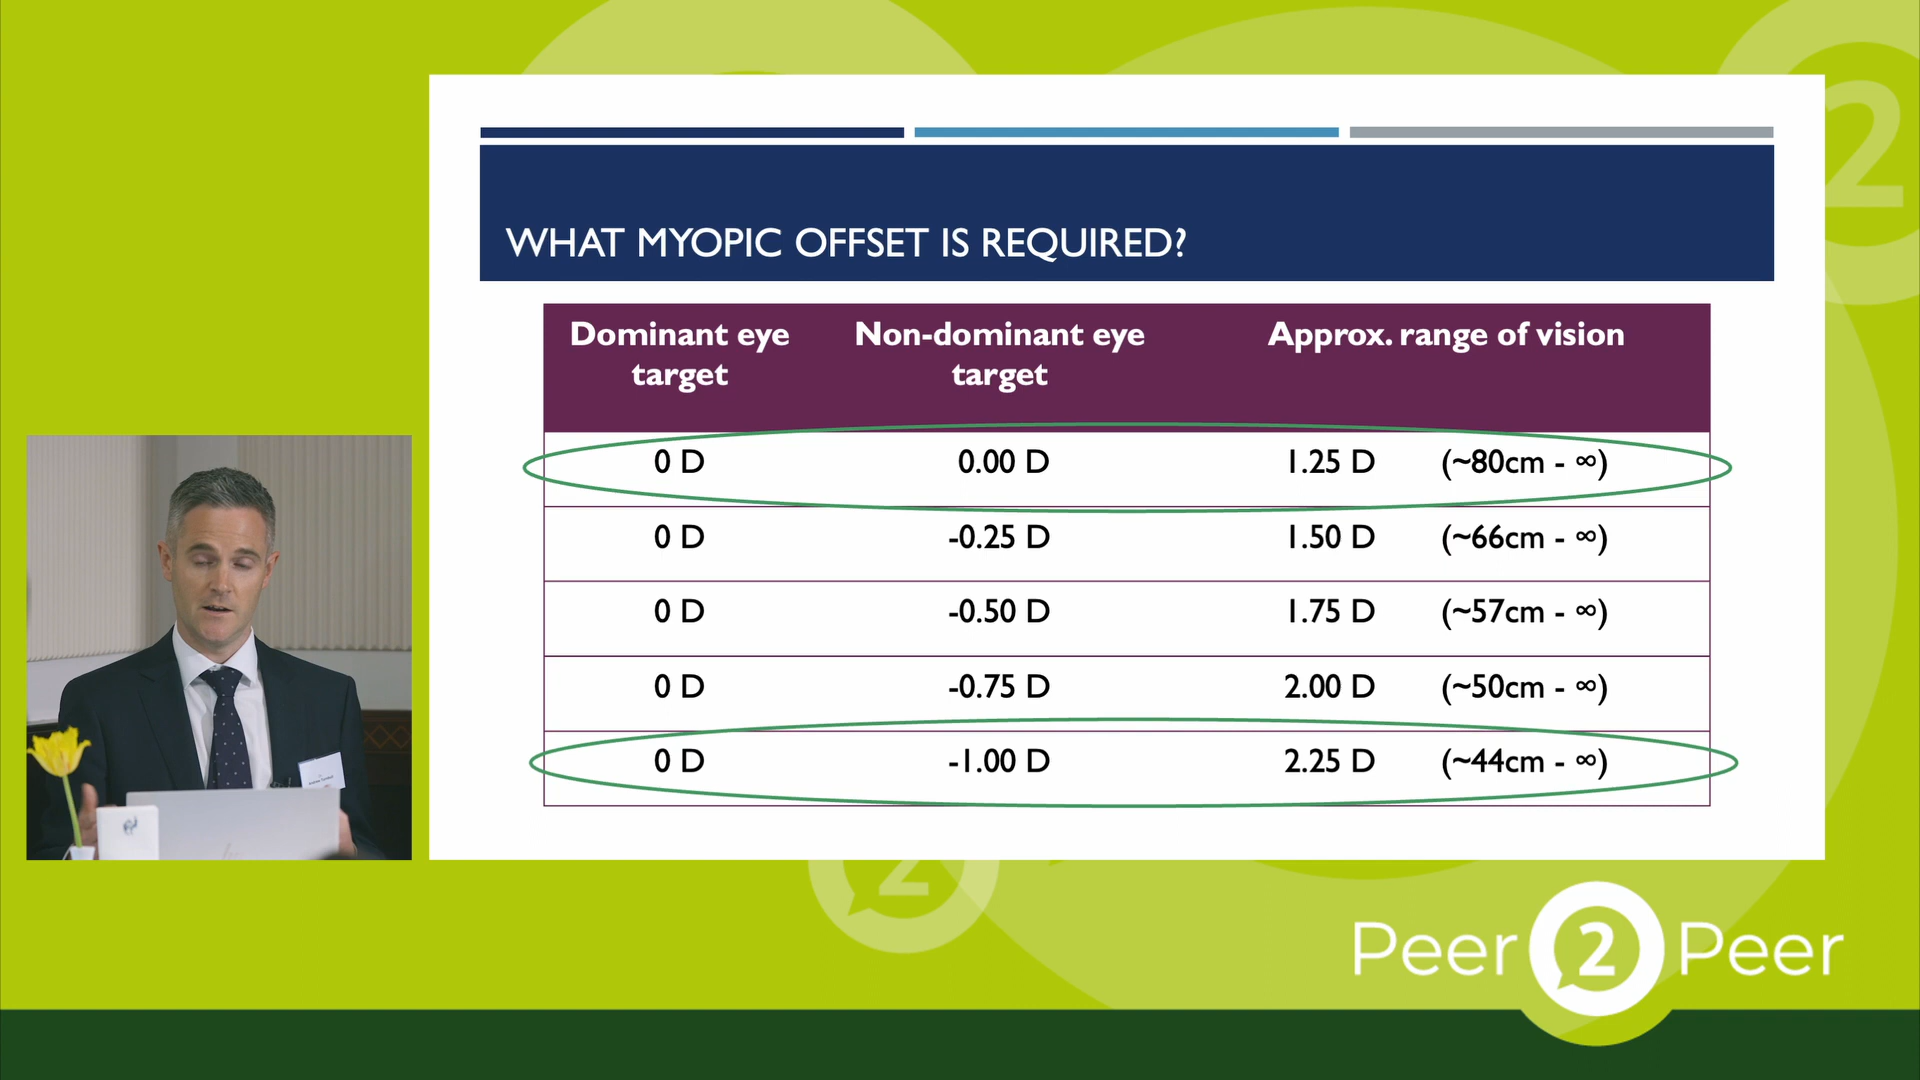 WHAT MYOPIC OFFSET IS REQUIRED?
Dominant eye target Non-dominant eye target Approx. range of vision
0 D 0.00 D 1.25 D (~80cm - ∞)
0 D -0.25 D 1.50 D (~66cm - ∞)
0 D -0.50 D 1.75 D (~57cm - ∞)
0 D -0.75 D 2.00 D (~50cm - ∞)
0 D -1.00 D 2.25 D (~44cm - ∞)
2
2
Peer 2 Peer